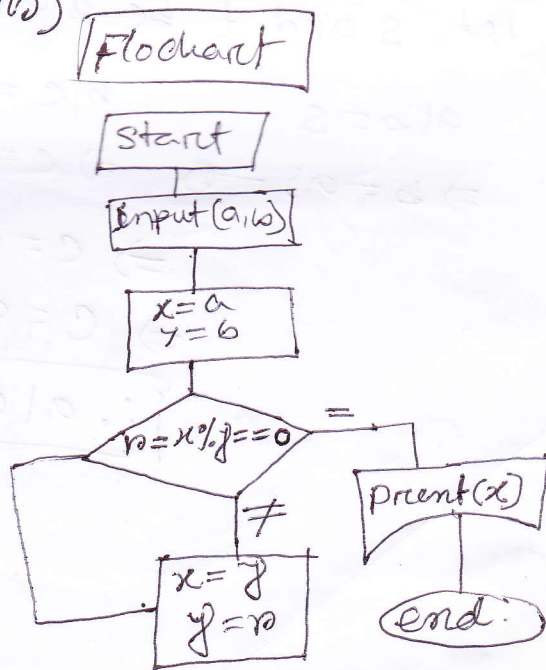 Flochart
Start
input(a,b)
x=a
y=b
r=x%y==0
=
≠
print(x)
x=y
y=r
end.